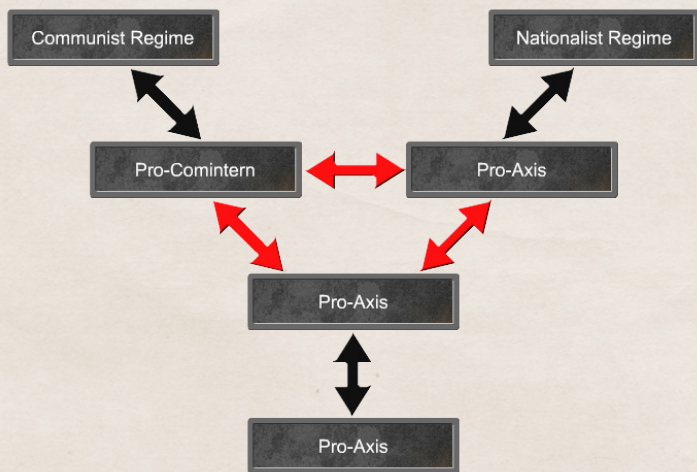 Communist Regime
Nationalist Regime
Pro-Comintern
Pro-Axis
Pro-Axis
Pro-Axis